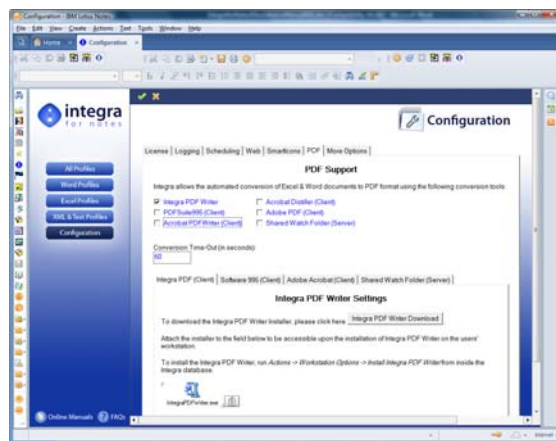 Configuration - IBM Lotus Notes
File Edit View Create Actions Text Tools Window Help
Home Configuration
integra
for notes
Configuration
License Logging Scheduling Web SmartIcons PDF More Options
All Profiles
Word Profiles
Excel Profiles
XML & Text Profiles
Configuration
PDF Support
Integra allows the automated conversion of Excel & Word documents to PDF format using the following conversion tools:
Integra PDF Writer Acrobat Distiller (Client)
PDFSuite995 (Client) Adobe PDF (Client)
Acrobat PDFWriter (Client) Shared Watch Folder (Server)
Conversion Time-Out (in seconds)
60
Integra PDF (Client) Software 995 (Client) Adobe Acrobat (Client) Shared Watch Folder (Server)
Integra PDF Writer Settings
To download the Integra PDF Writer Installer, please click here Integra PDF Writer Download
Attach the installer to the field below to be accessible upon the installation of Integra PDF Writer on the users'
workstation.
To install the Integra PDF Writer, run Actions -> Workstation Options -> Install Integra PDF Writer from inside the
Integra database.
IntegraPDFWriter.exe
Online Manuals FAQs